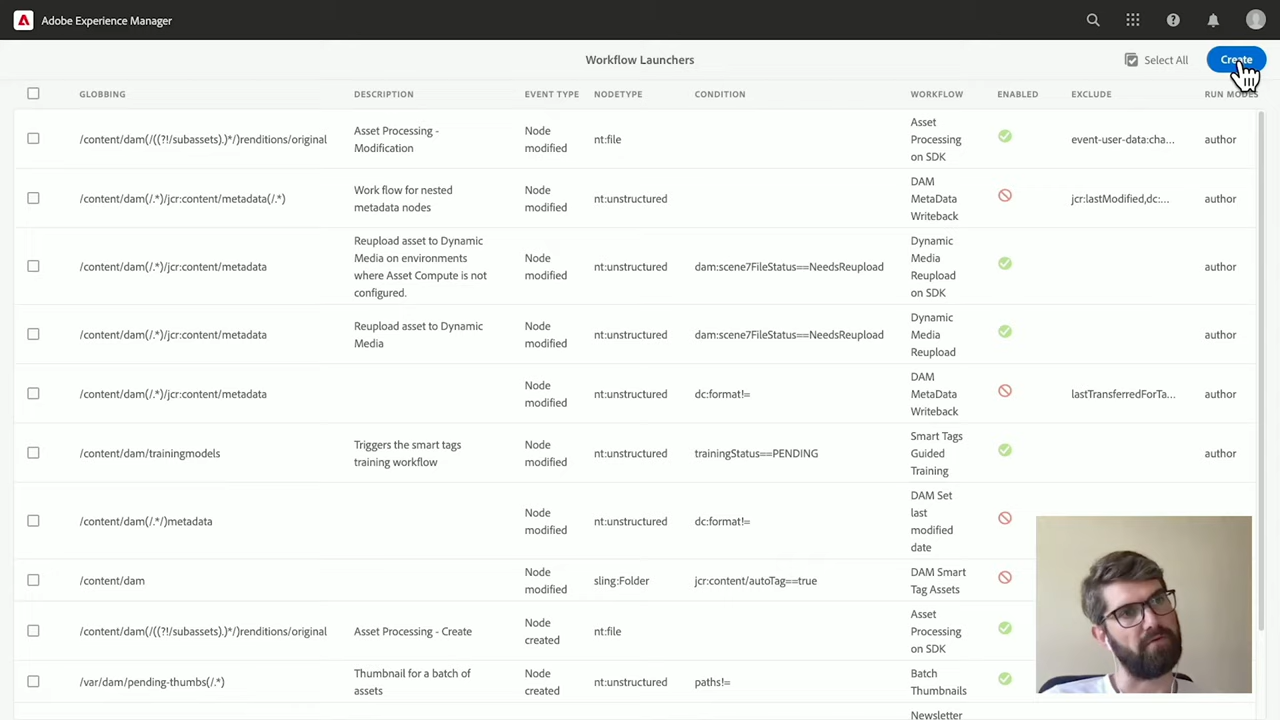 Adobe Experience Manager
Workflow Launchers
Select All
Create
GLOBBING DESCRIPTION EVENT TYPE NODETYPE CONDITION WORKFLOW ENABLED EXCLUDE RUN MODES
/content/dam(/((?!/subassets).)*/)renditions/original
Asset Processing -
Modification
Node
modified
nt:file
Asset
Processing
on SDK
event-user-data:cha...
author
/content/dam(/.*)/jcr:content/metadata(/.*)
Work flow for nested
metadata nodes
Node
modified
nt:unstructured
DAM
MetaData
Writeback
jcr:lastModified,dc:...
author
/content/dam(/.*)/jcr:content/metadata
Reupload asset to Dynamic
Media on environments
where Asset Compute is not
configured.
Node
modified
nt:unstructured
dam:scene7FileStatus==NeedsReupload
Dynamic
Media
Reupload
on SDK
author
/content/dam(/.*)/jcr:content/metadata
Reupload asset to Dynamic
Media
Node
modified
nt:unstructured
dam:scene7FileStatus==NeedsReupload
Dynamic
Media
Reupload
author
/content/dam(/.*)/jcr:content/metadata
Node
modified
nt:unstructured
dc:format!=
DAM
MetaData
Writeback
lastTransferredForTa...
author
/content/dam/trainingmodels
Triggers the smart tags
training workflow
Node
modified
nt:unstructured
trainingStatus==PENDING
Smart Tags
Guided
Training
author
/content/dam(/.*/)metadata
Node
modified
nt:unstructured
dc:format!=
DAM Set
last
modified
date
/content/dam
Node
modified
sling:Folder
jcr:content/autoTag==true
DAM Smart
Tag Assets
/content/dam(/((?!/subassets).)*/)renditions/original
Asset Processing - Create
Node
created
nt:file
Asset
Processing
on SDK
/var/dam/pending-thumbs(/.*)
Thumbnail for a batch of
assets
Node
created
nt:unstructured
paths!=
Batch
Thumbnails
Newsletter